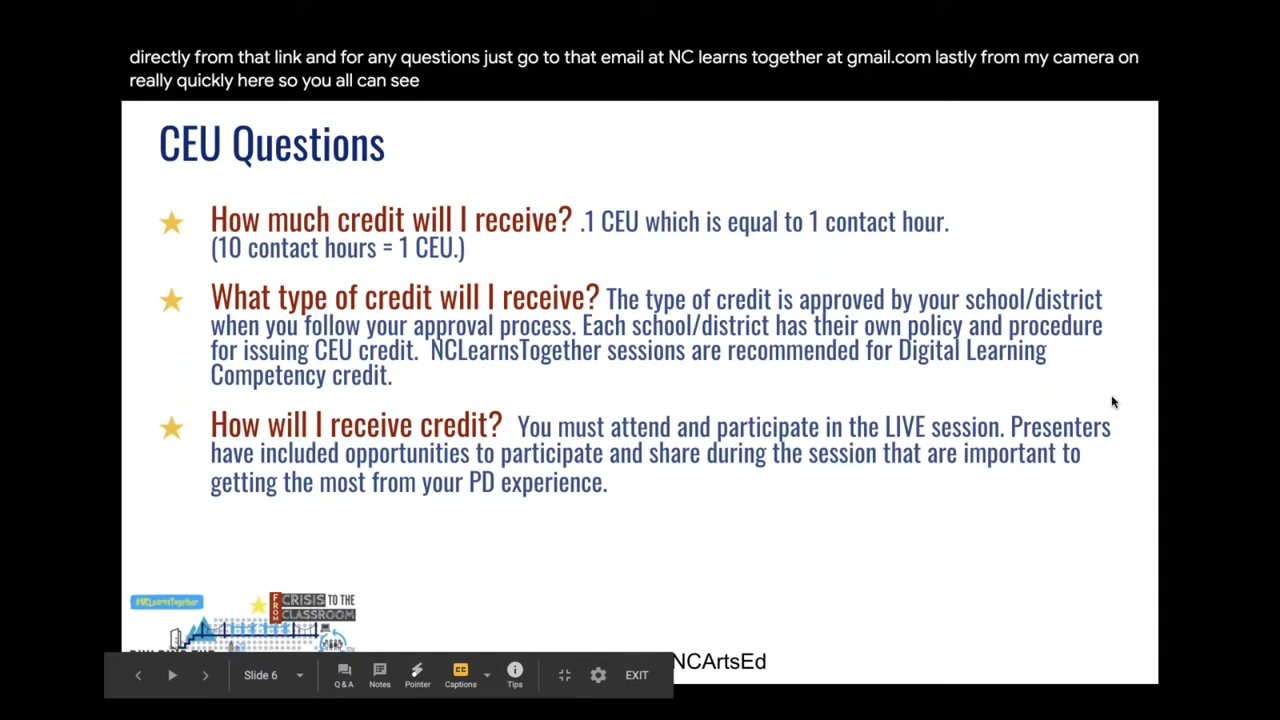 directly from that link and for any questions just go to that email at NC learns together at gmail.com lastly from my camera on
really quickly here so you all can see
CEU Questions
How much credit will I receive? .1 CEU which is equal to 1 contact hour.
(10 contact hours = 1 CEU.)
What type of credit will I receive? The type of credit is approved by your school/district
when you follow your approval process. Each school/district has their own policy and procedure
for issuing CEU credit. NCLearnsTogether sessions are recommended for Digital Learning
Competency credit.
How will I receive credit? You must attend and participate in the LIVE session. Presenters
have included opportunities to participate and share during the session that are important to
getting the most from your PD experience.
#NCLearnsTogether
FROM CRISIS TO THE
CLASSROOM
NCArtsEd
Slide 6
Q & A
Notes
Pointer
CC
Captions
Tips
EXIT